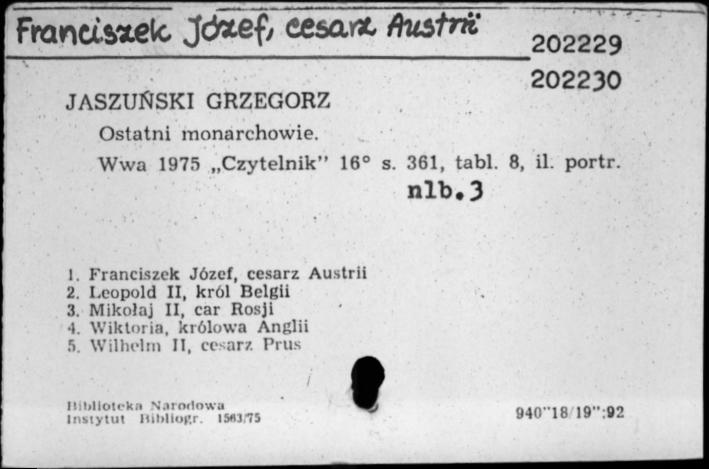 Franciszek Józef, cesarz Austrii
202229
202230
JASZUŃSKI GRZEGORZ
Ostatni monarchowie.
Wwa 1975 „Czytelnik” 16° s. 361, tabl. 8, il. portr.
nlb. 3
1. Franciszek Józef, cesarz Austrii
2. Leopold II, król Belgii
3. Mikołaj II, car Rosji
4. Wiktoria, królowa Anglii
5. Wilhelm II, cesarz Prus
Biblioteka Narodowa
Instytut Bibliogr. 1563/75
940"18/19":92